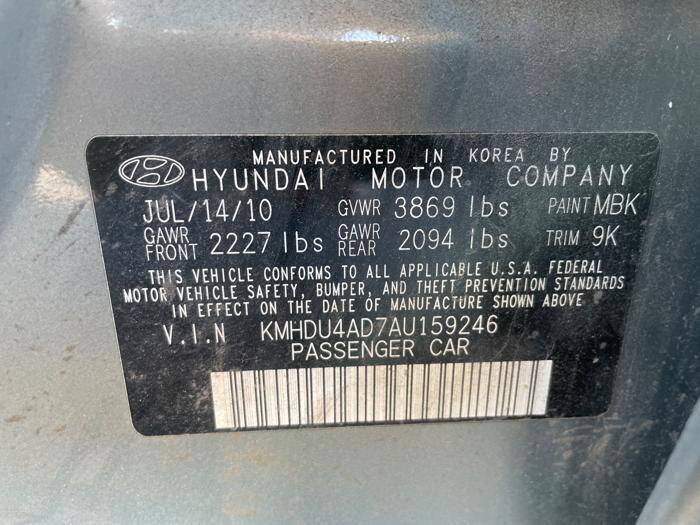 MANUFACTURED IN KOREA BY
HYUNDAI MOTOR COMPANY
JUL/14/10 GVWR 3869 lbs PAINT MBK
GAWR FRONT 2227 lbs GAWR REAR 2094 lbs TRIM 9K
THIS VEHICLE CONFORMS TO ALL APPLICABLE U.S.A. FEDERAL
MOTOR VEHICLE SAFETY, BUMPER, AND THEFT PREVENTION STANDARDS
IN EFFECT ON THE DATE OF MANUFACTURE SHOWN ABOVE
V.I.N KMHDU4AD7AU159246
PASSENGER CAR